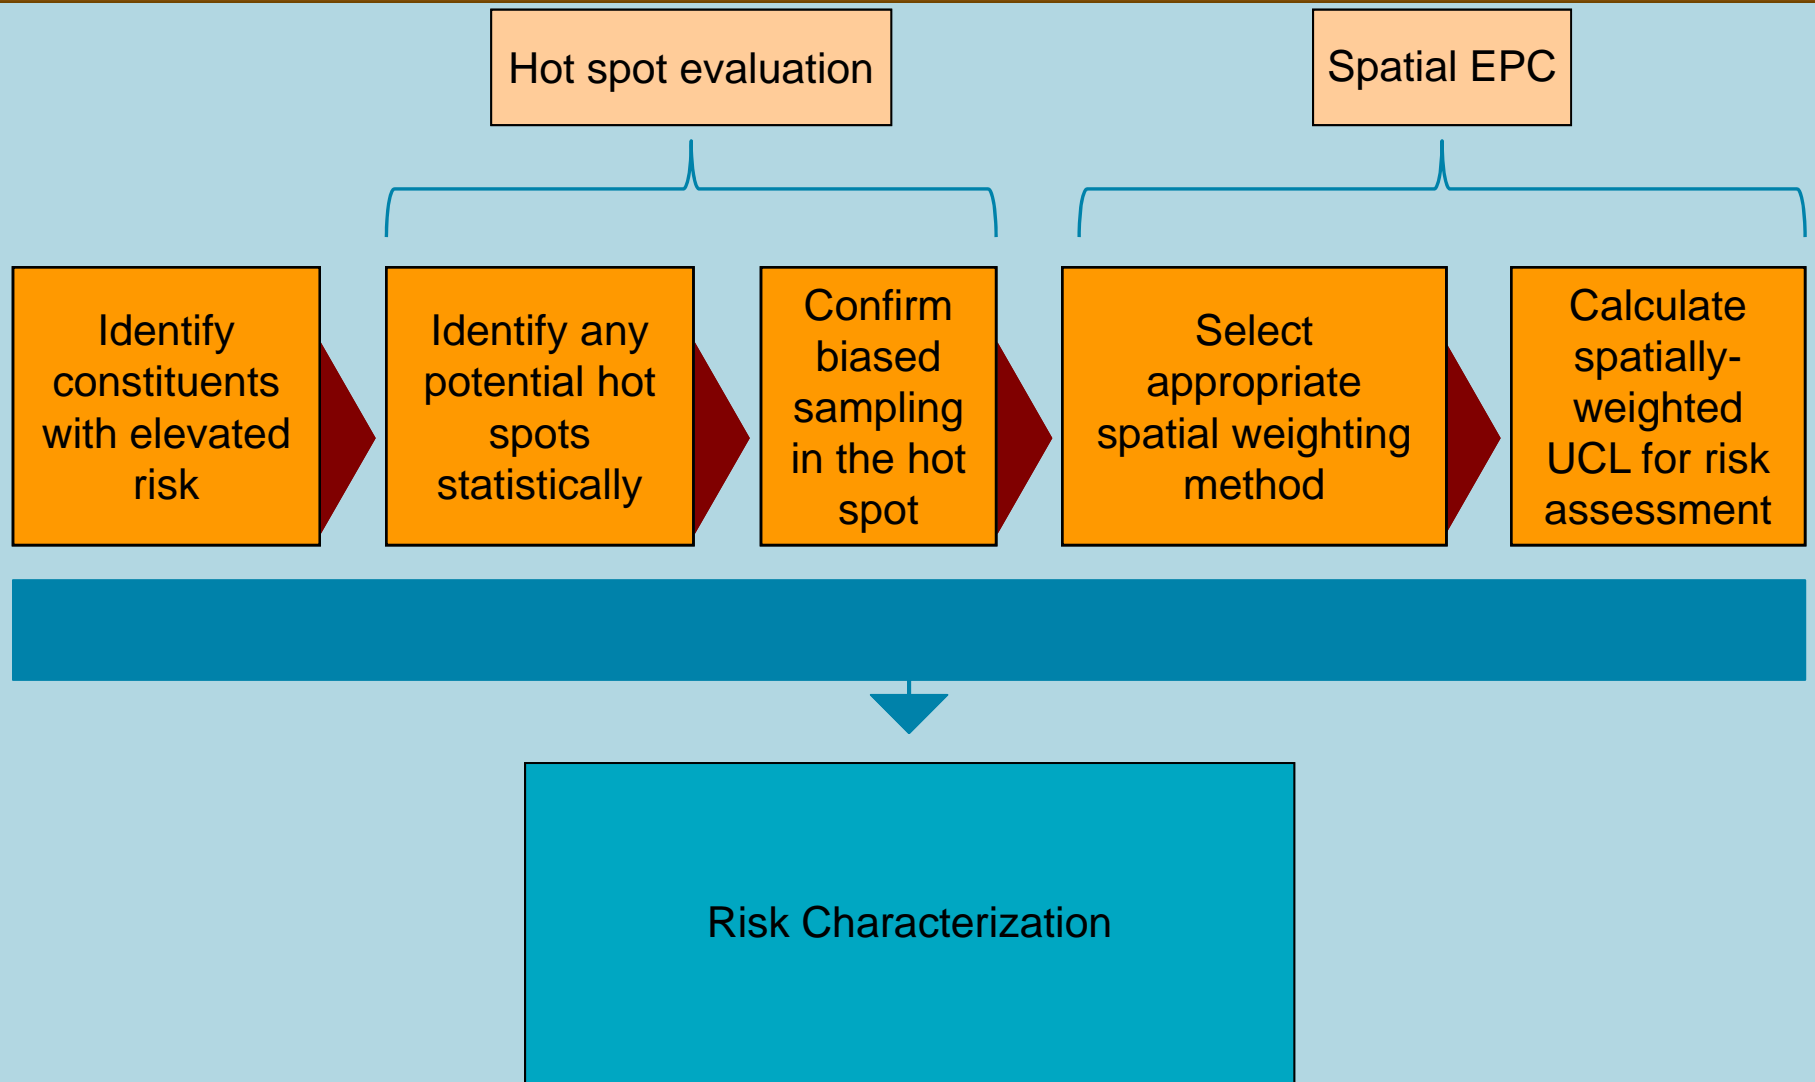 Hot spot evaluation
Spatial EPC
Identify
constituents
with elevated
risk
Identify any
potential hot
spots
statistically
Confirm
biased
sampling
in the hot
spot
Select
appropriate
spatial weighting
method
Calculate
spatially-
weighted
UCL for risk
assessment
Risk Characterization